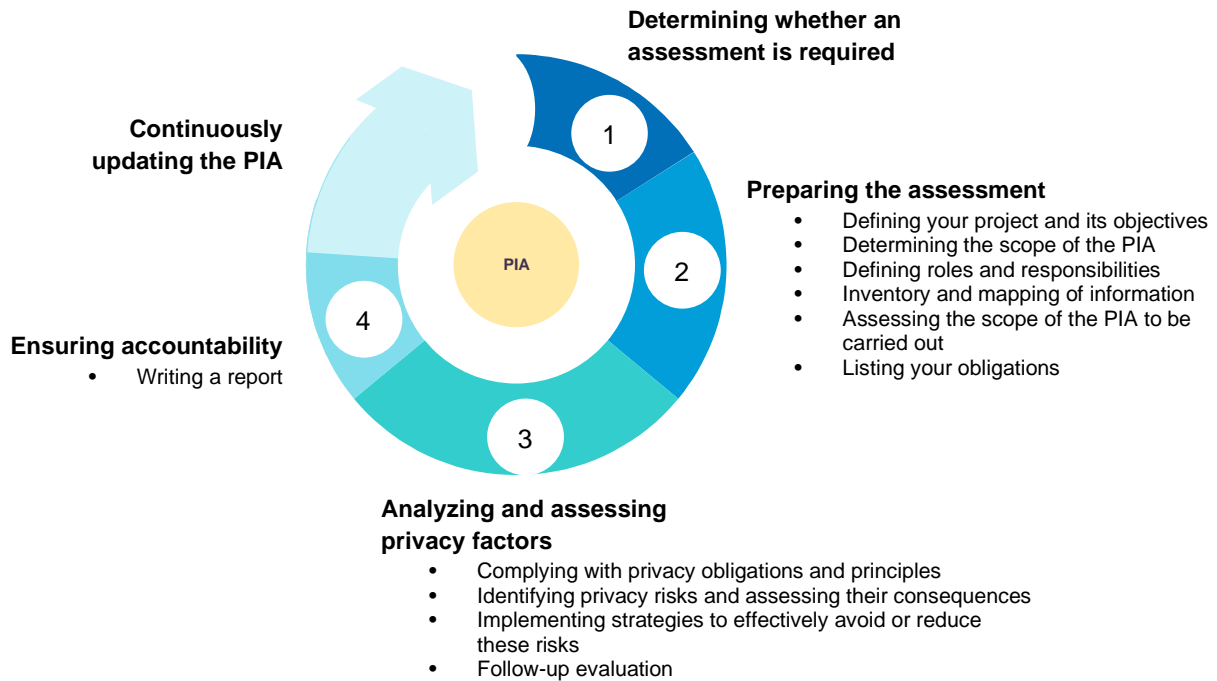 Determining whether an
assessment is required
1
Preparing the assessment
• Defining your project and its objectives
• Determining the scope of the PIA
• Defining roles and responsibilities
• Inventory and mapping of information
• Assessing the scope of the PIA to be
carried out
• Listing your obligations
2
Analyzing and assessing
privacy factors
• Complying with privacy obligations and principles
• Identifying privacy risks and assessing their consequences
• Implementing strategies to effectively avoid or reduce
these risks
• Follow-up evaluation
3
Ensuring accountability
• Writing a report
4
Continuously
updating the PIA
PIA